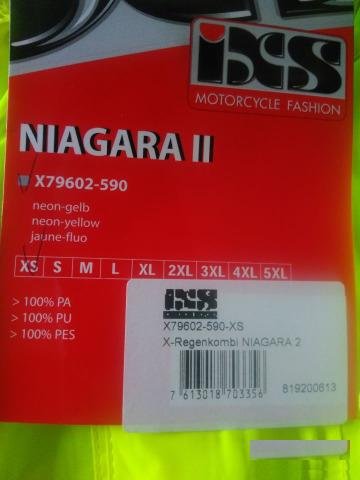 iXS
MOTORCYCLE FASHION
NIAGARA II
X79602-590
neon-gelb
neon-yellow
jaune-fluo
XS S M L XL 2XL 3XL 4XL 5XL
> 100% PA
> 100% PU
> 100% PES
iXS
X79602-590-XS
X-Regenkombi NIAGARA 2
7 613018 703356
819200613